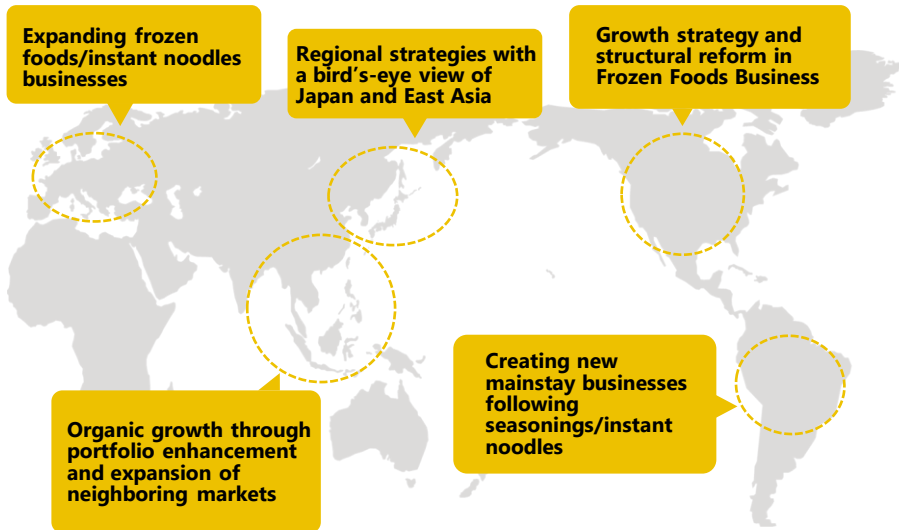 Expanding frozen
foods/instant noodles
businesses
Regional strategies with
a bird’s-eye view of
Japan and East Asia
Growth strategy and
structural reform in
Frozen Foods Business
Creating new
mainstay businesses
following
seasonings/instant
noodles
Organic growth through
portfolio enhancement
and expansion of
neighboring markets